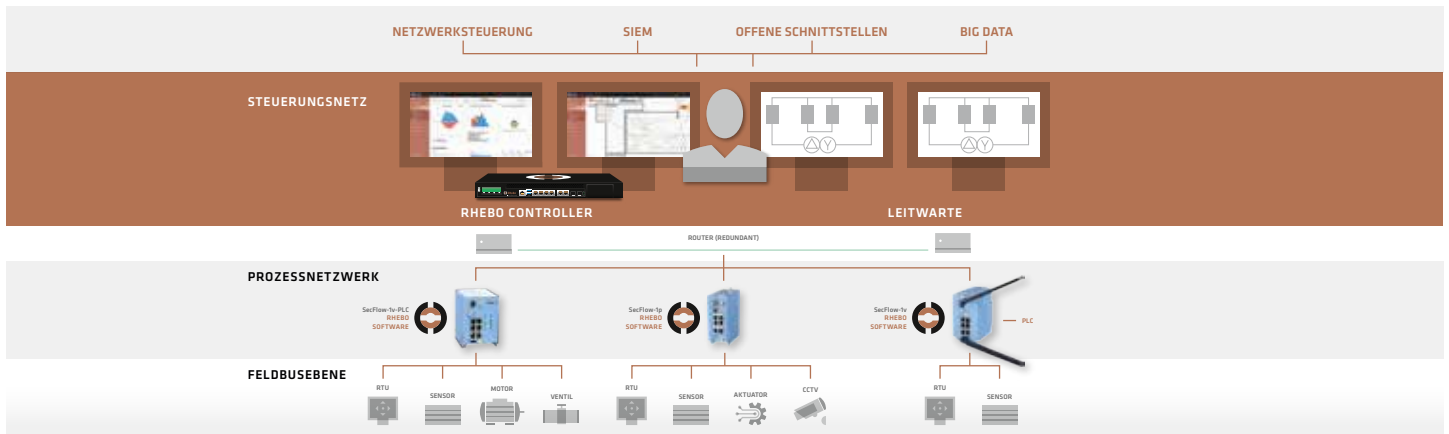 NETZWERKSTEUERUNG SIEM OFFENE SCHNITTSTELLEN BIG DATA
STEUERUNGSNETZ
RHEBO CONTROLLER LEITWARTE
ROUTER (REDUNDANT)
PROZESSNETZWERK
SecFlow-1v-PLC
RHEBO
SOFTWARE
SecFlow-1p
RHEBO
SOFTWARE
SecFlow-1v
RHEBO
SOFTWARE
PLC
FELDBUSEBENE
RTU SENSOR MOTOR VENTIL
RTU SENSOR AKTUATOR CCTV
RTU SENSOR